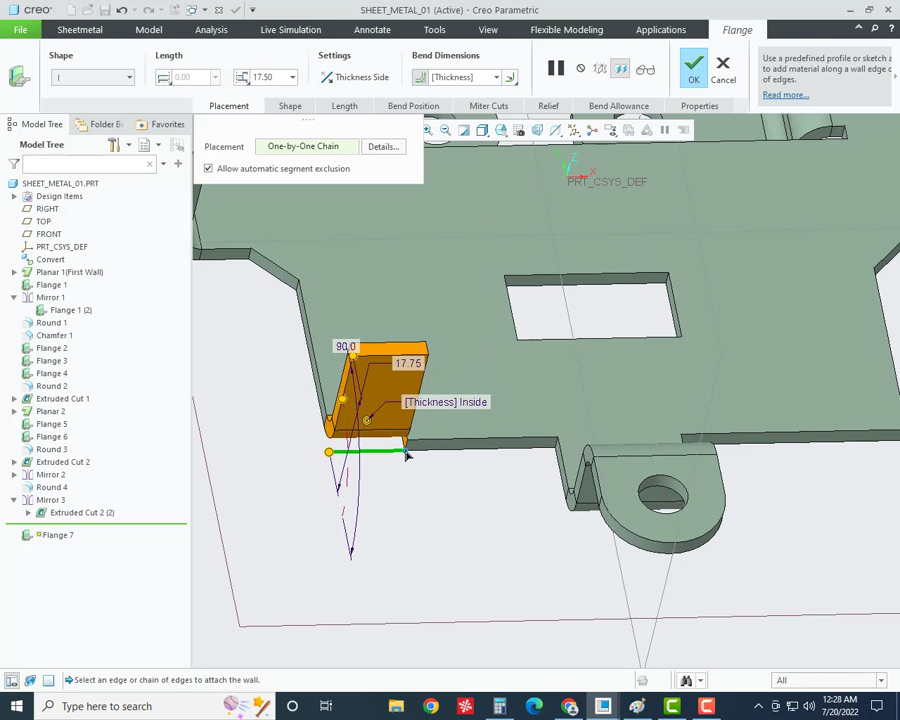 creo
SHEET_METAL_01 (Active) - Creo Parametric
File Sheetmetal Model Analysis Live Simulation Annotate Tools View Flexible Modeling Applications Flange
Shape Length Settings Bend Dimensions
I 0.00 17.50 Thickness Side [Thickness] OK Cancel
Use a predefined profile or sketch a
to add material along a wall edge o
of edges.
Read more...
Placement Shape Length Bend Position Miter Cuts Relief Bend Allowance Properties
Model Tree Folder B Favorites
Model Tree
Placement One-by-One Chain Details...
Allow automatic segment exclusion
SHEET_METAL_01.PRT
Design Items
RIGHT
TOP
FRONT
PRT_CSYS_DEF
Convert
Planar 1(First Wall)
Flange 1
Mirror 1
Flange 1 (2)
Round 1
Chamfer 1
Flange 2
Flange 3
Flange 4
Round 2
Extruded Cut 1
Planar 2
Flange 5
Flange 6
Round 3
Extruded Cut 2
Mirror 2
Round 4
Mirror 3
Extruded Cut 2 (2)
Flange 7
Z
X
PRT_CSYS_DEF
90.0
17.75
[Thickness] Inside
Select an edge or chain of edges to attach the wall.
All
Type here to search
12:28 AM
7/20/2022